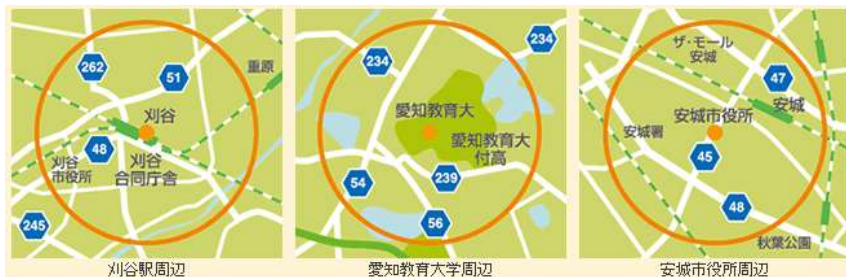 262
51
重原
刈谷
48
刈谷
市役所
刈谷
合同庁舎
245
刈谷駅周辺
234
234
愛知教育大
愛知教育大
付高
54
239
56
愛知教育大学周辺
ザ・モール
安城
47
安城
安城市役所
安城署
45
48
秋葉公園
安城市役所周辺